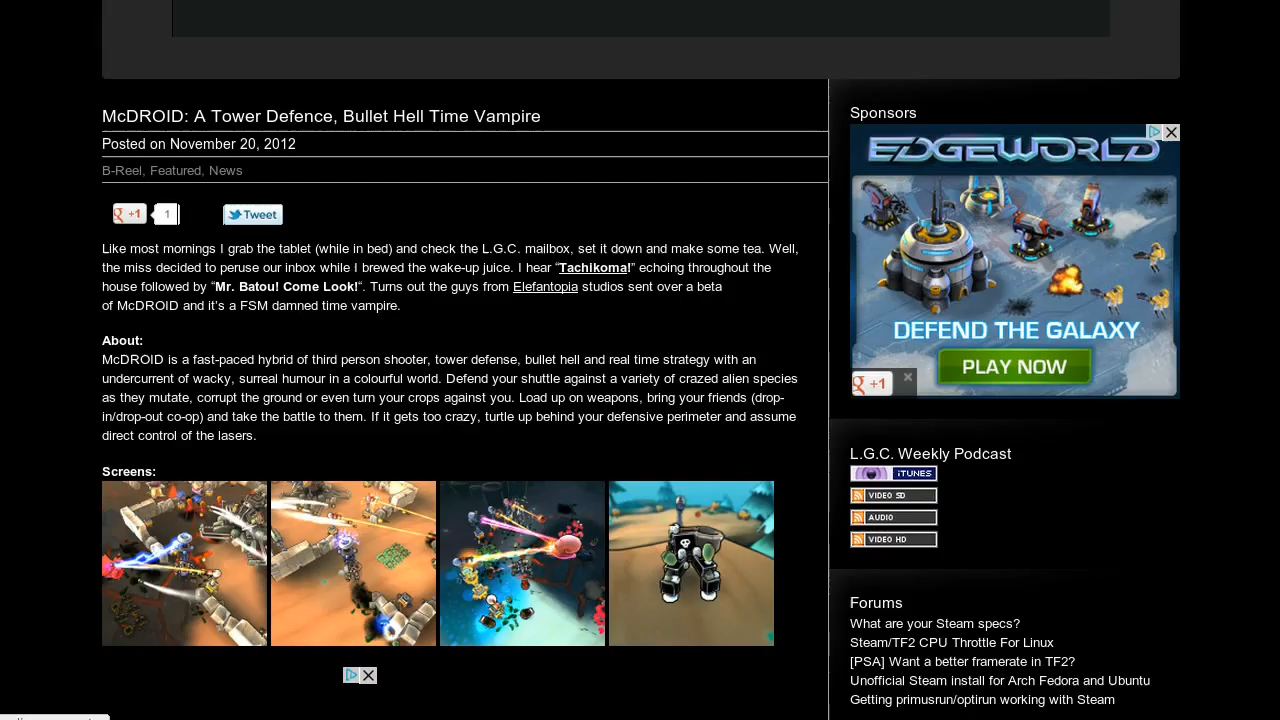 McDROID: A Tower Defence, Bullet Hell Time Vampire
Posted on November 20, 2012
B-Reel, Featured, News
g +1
1
Tweet
Like most mornings I grab the tablet (while in bed) and check the L.G.C. mailbox, set it down and make some tea. Well,
the miss decided to peruse our inbox while I brewed the wake-up juice. I hear “Tachikoma!” echoing throughout the
house followed by “Mr. Batou! Come Look!“. Turns out the guys from Elefantopia studios sent over a beta
of McDROID and it’s a FSM damned time vampire.
About:
McDROID is a fast-paced hybrid of third person shooter, tower defense, bullet hell and real time strategy with an
undercurrent of wacky, surreal humour in a colourful world. Defend your shuttle against a variety of crazed alien species
as they mutate, corrupt the ground or even turn your crops against you. Load up on weapons, bring your friends (drop-
in/drop-out co-op) and take the battle to them. If it gets too crazy, turtle up behind your defensive perimeter and assume
direct control of the lasers.
Screens:
Sponsors
EDGEWORLD
DEFEND THE GALAXY
PLAY NOW
g +1
L.G.C. Weekly Podcast
iTUNES
VIDEO SD
AUDIO
VIDEO HD
Forums
What are your Steam specs?
Steam/TF2 CPU Throttle For Linux
[PSA] Want a better framerate in TF2?
Unofficial Steam install for Arch Fedora and Ubuntu
Getting primusrun/optirun working with Steam